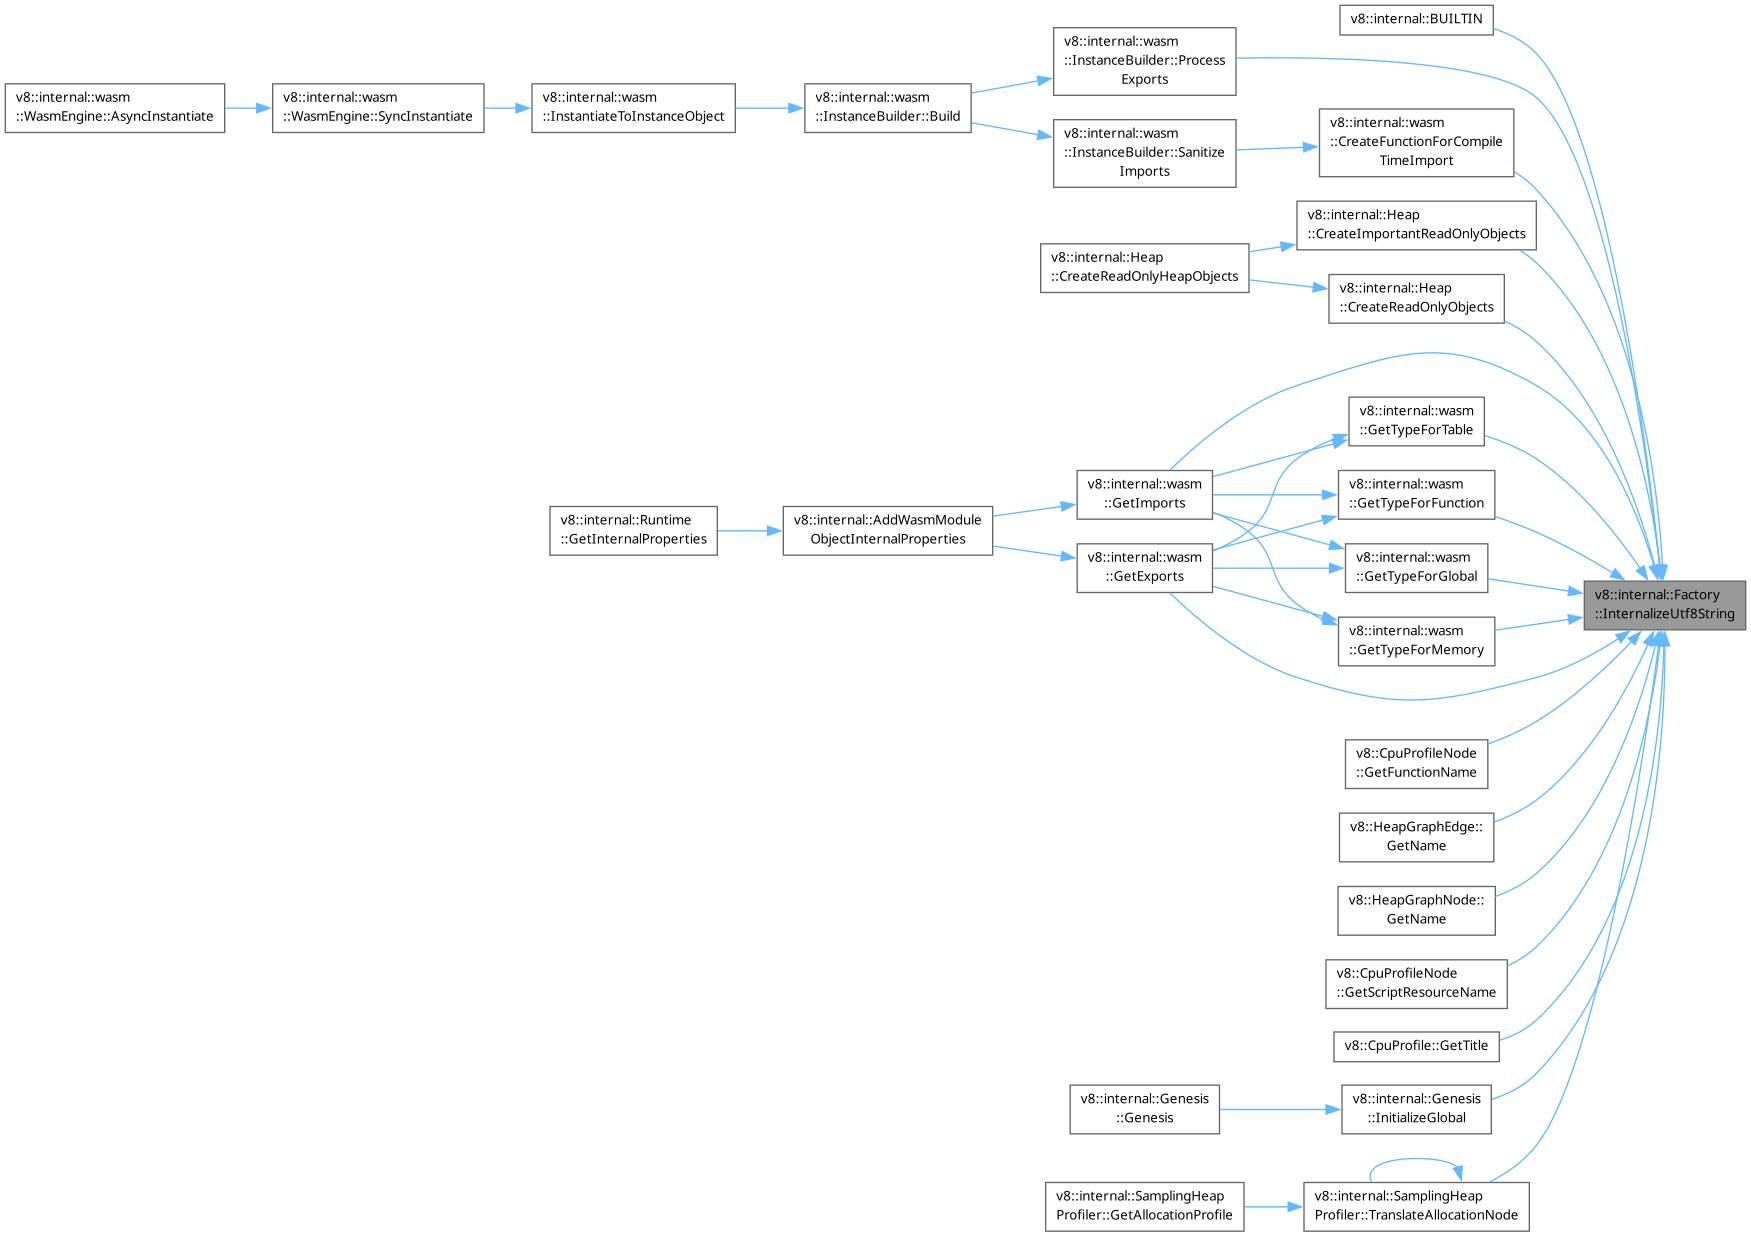 v8::internal::BUILTIN
v8::internal::wasm
::InstanceBuilder::Process
Exports
v8::internal::wasm
::WasmEngine::AsyncInstantiate
v8::internal::wasm
::WasmEngine::SyncInstantiate
v8::internal::wasm
::InstantiateToInstanceObject
v8::internal::wasm
::InstanceBuilder::Build
v8::internal::wasm
::InstanceBuilder::Sanitize
Imports
v8::internal::wasm
::CreateFunctionForCompile
TimeImport
v8::internal::Heap
::CreateImportantReadOnlyObjects
v8::internal::Heap
::CreateReadOnlyHeapObjects
v8::internal::Heap
::CreateReadOnlyObjects
v8::internal::wasm
::GetTypeForTable
v8::internal::wasm
::GetImports
v8::internal::wasm
::GetTypeForFunction
v8::internal::Runtime
::GetInternalProperties
v8::internal::AddWasmModule
ObjectInternalProperties
v8::internal::wasm
::GetExports
v8::internal::wasm
::GetTypeForGlobal
v8::internal::Factory
::InternalizeUtf8String
v8::internal::wasm
::GetTypeForMemory
v8::CpuProfileNode
::GetFunctionName
v8::HeapGraphEdge::
GetName
v8::HeapGraphNode::
GetName
v8::CpuProfileNode
::GetScriptResourceName
v8::CpuProfile::GetTitle
v8::internal::Genesis
::Genesis
v8::internal::Genesis
::InitializeGlobal
v8::internal::SamplingHeap
Profiler::GetAllocationProfile
v8::internal::SamplingHeap
Profiler::TranslateAllocationNode